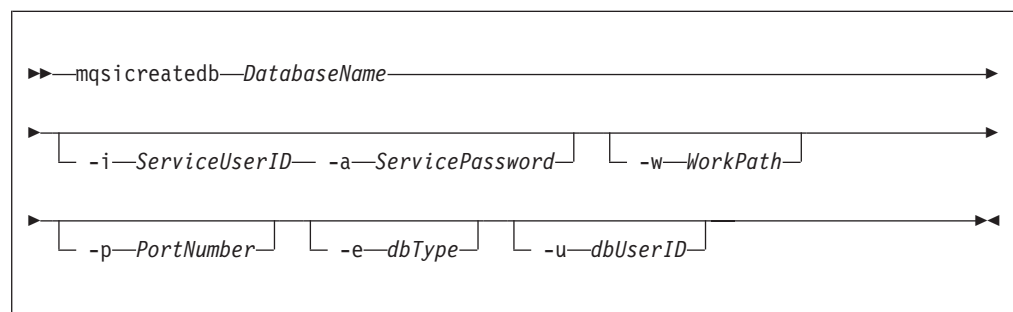 mqsicreatedb DatabaseName
-i ServiceUserID -a ServicePassword -w WorkPath
-p PortNumber -e dbType -u dbUserID